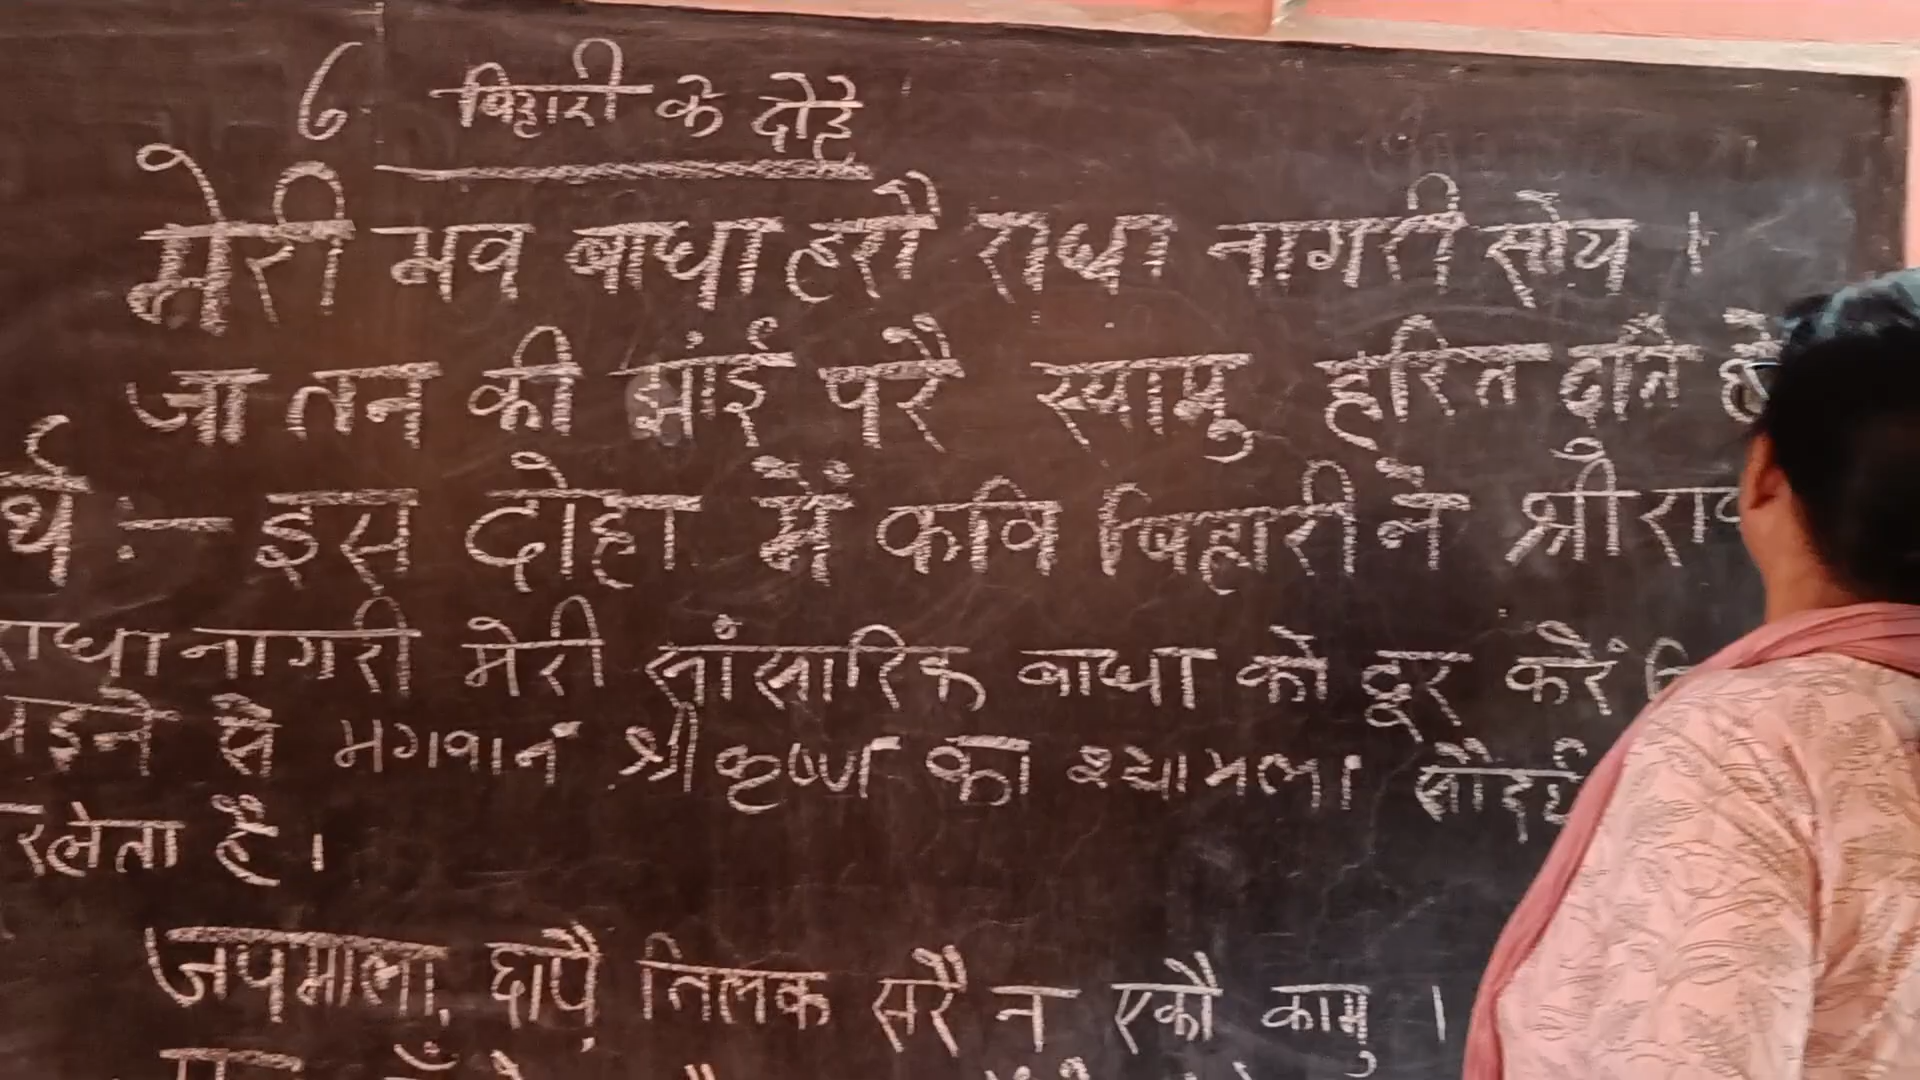 6 बिहारी के दोहे
मेरी भव बाधा हरौ राधा नागरी सोय ।
जा तन की झांई परै स्यामु हरित दुति
र्थ :- इस दोहा में कवि बिहारी ने श्री
राधा नागरी मेरी सांसारिक बाधा को दूर करें
पड़ने से भगवान श्री कृष्ण का श्यामला सौंदर्य
रलेता है ।
जपमाला, छापै तिलक सरै न एकौ कामु ।